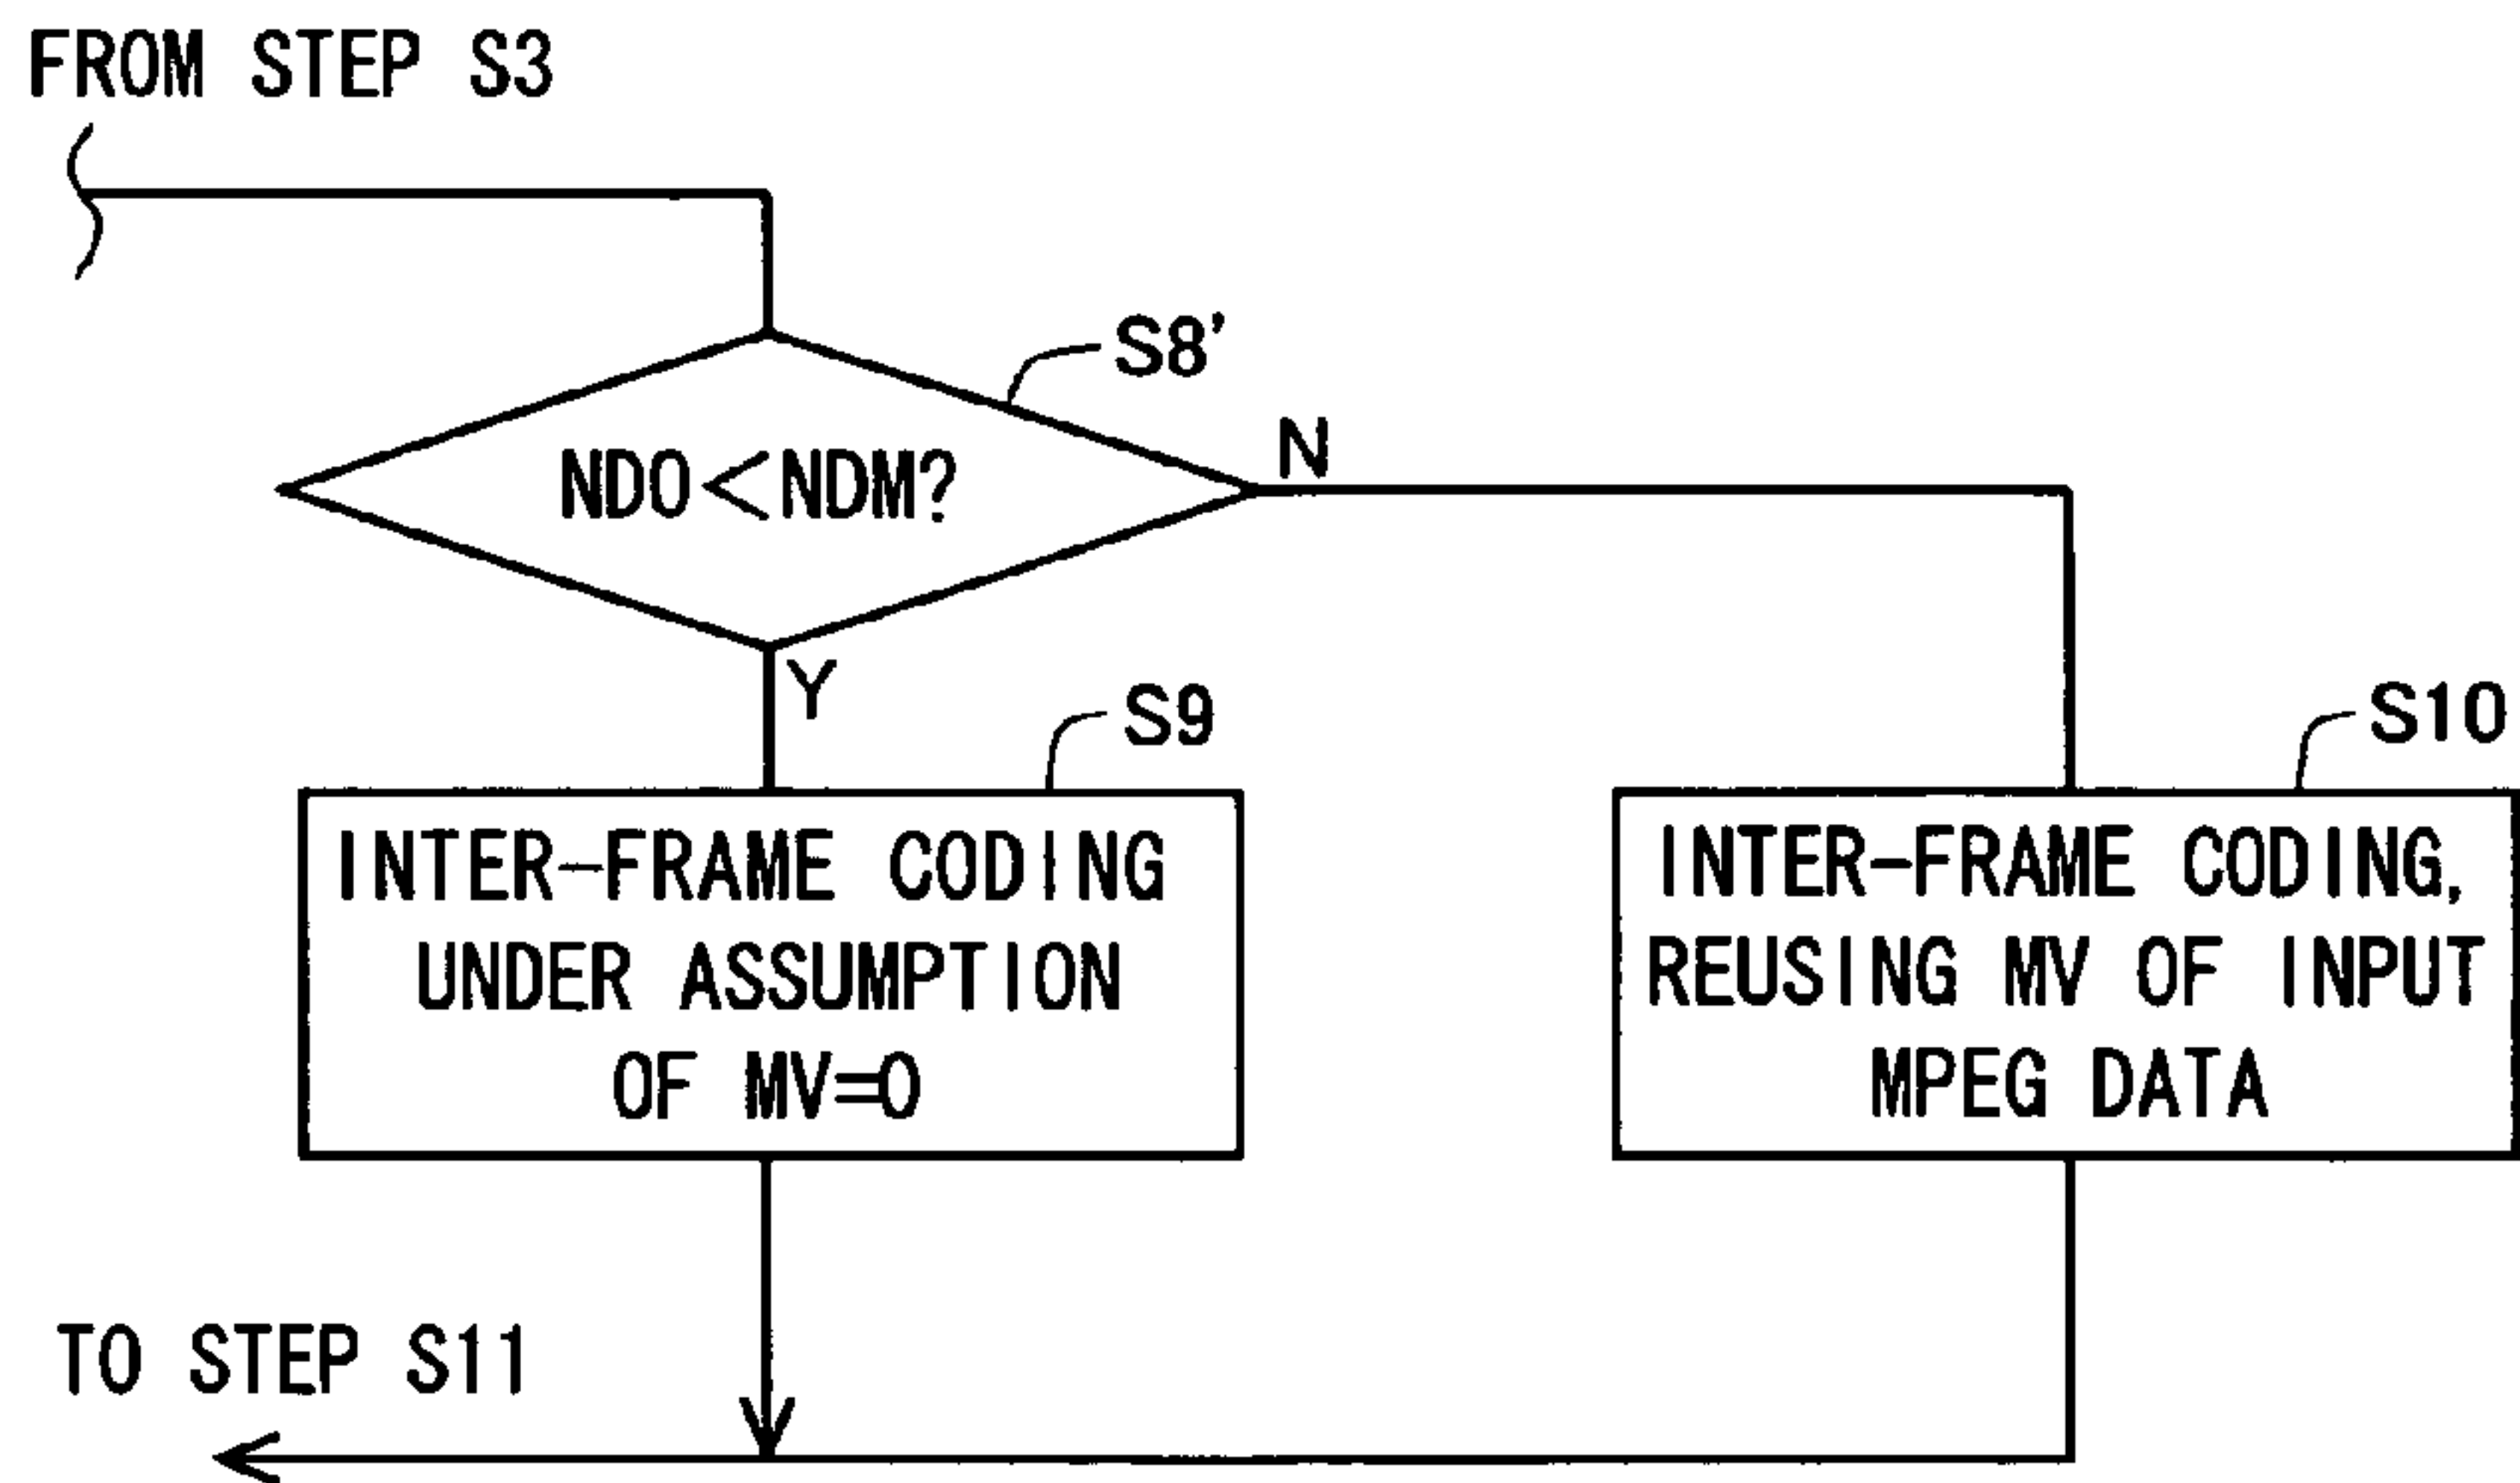 FROM STEP S3
S8'
NDO<NDM?
N
Y
S9
INTER-FRAME CODING
UNDER ASSUMPTION
OF MV=0
S10
INTER-FRAME CODING,
REUSING MV OF INPUT
MPEG DATA
TO STEP S11